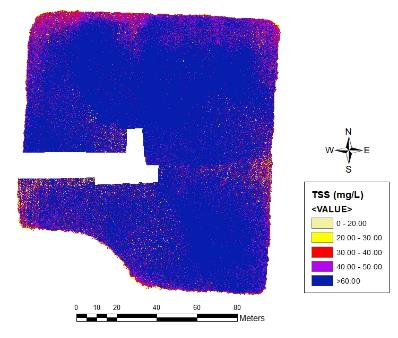 N
W E
S
TSS (mg/L)
<VALUE>
0 - 20.00
20.00 - 30.00
30.00 - 40.00
40.00 - 50.00
>60.00
0 10 20 40 60 80
Meters